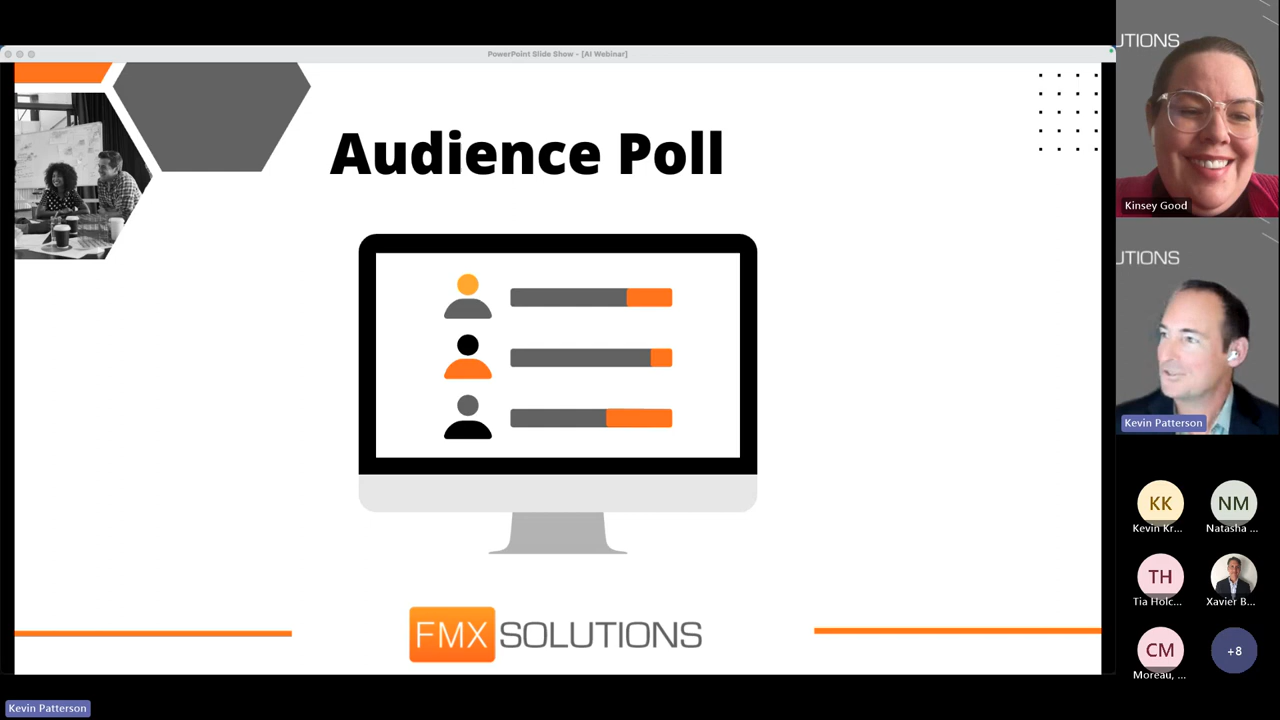 PowerPoint Slide Show - [AI Webinar]
Audience Poll
FMX SOLUTIONS
UTIONS
Kinsey Good
UTIONS
Kevin Patterson
KK
Kevin Kr...
NM
Natasha ...
TH
Tia Holc...
Xavier B...
CM
Moreau, ...
+8
Kevin Patterson